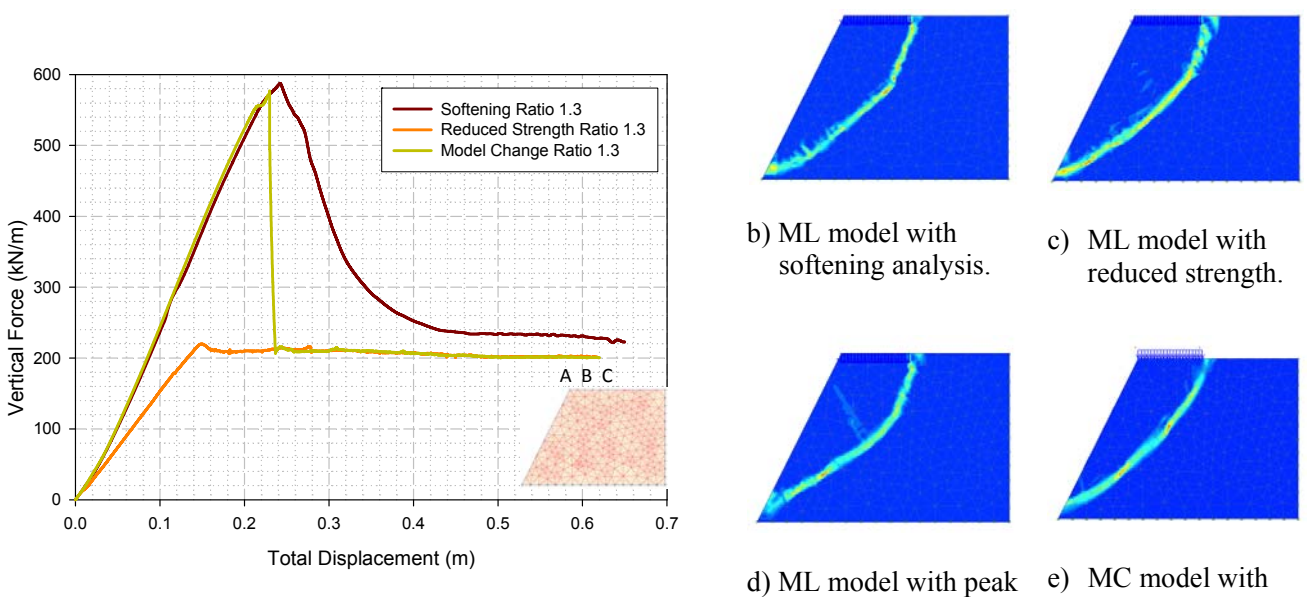 600
500
400
300
200
100
0
Vertical Force (kN/m)
Softening Ratio 1.3
Reduced Strength Ratio 1.3
Model Change Ratio 1.3
A B C
0.0 0.1 0.2 0.3 0.4 0.5 0.6 0.7
Total Displacement (m)
b) ML model with
softening analysis.
c) ML model with
reduced strength.
d) ML model with peak
e) MC model with